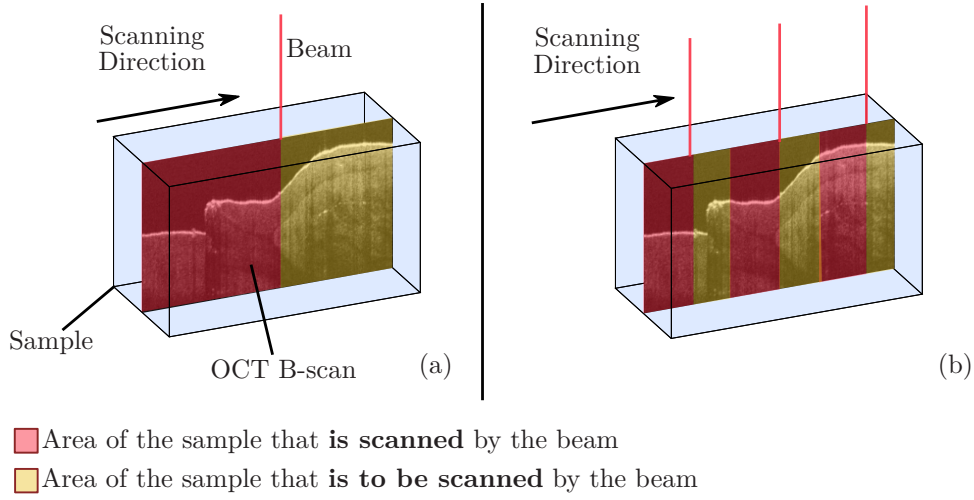 Scanning
Direction
Beam
Sample
OCT B-scan
(a)
Scanning
Direction
(b)
Area of the sample that is scanned by the beam
Area of the sample that is to be scanned by the beam